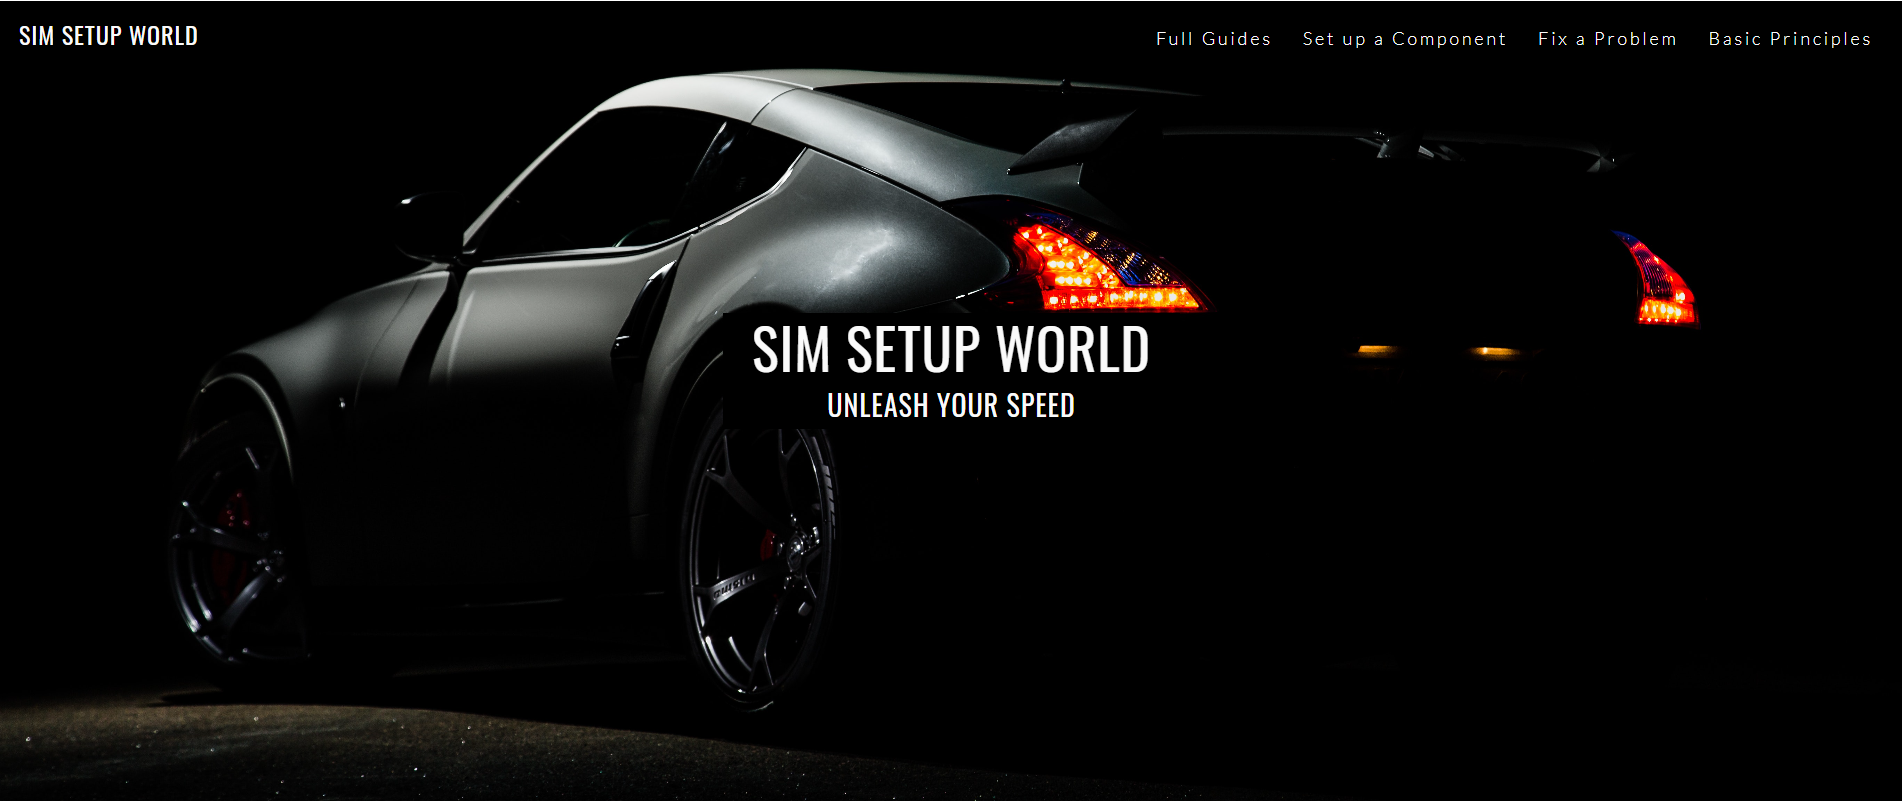 SIM SETUP WORLD
Full Guides Set up a Component Fix a Problem Basic Principles
SIM SETUP WORLD
UNLEASH YOUR SPEED